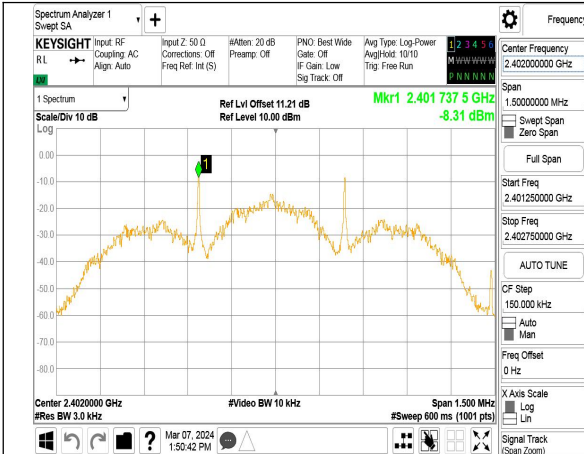 Spectrum Analyzer 1
Swept SA
Frequency
KEYSIGHT
RL
Input: RF
Coupling: AC
Align: Auto
Input Z: 50 Ω
Corrections: Off
Freq Ref: Int (S)
#Atten: 20 dB
Preamp: Off
PNO: Best Wide
Gate: Off
IF Gain: Low
Sig Track: Off
Avg Type: Log-Power
Avg|Hold: 10/10
Trig: Free Run
1 2 3 4 5 6
M W W W W W
P N N N N N
1 Spectrum
Scale/Div 10 dB
Ref Lvl Offset 11.21 dB
Ref Level 10.00 dBm
Mkr1 2.401 737 5 GHz
-8.31 dBm
Log
0.00
-10.0
-20.0
-30.0
-40.0
-50.0
-60.0
-70.0
-80.0
1
Center 2.4020000 GHz
#Res BW 3.0 kHz
#Video BW 10 kHz
Span 1.500 MHz
#Sweep 600 ms (1001 pts)
Mar 07, 2024
1:50:42 PM
Center Frequency
2.402000000 GHz
Span
1.50000000 MHz
Swept Span
Zero Span
Full Span
Start Freq
2.401250000 GHz
Stop Freq
2.402750000 GHz
AUTO TUNE
CF Step
150.000 kHz
Auto
Man
Freq Offset
0 Hz
X Axis Scale
Log
Lin
Signal Track
(Span Zoom)